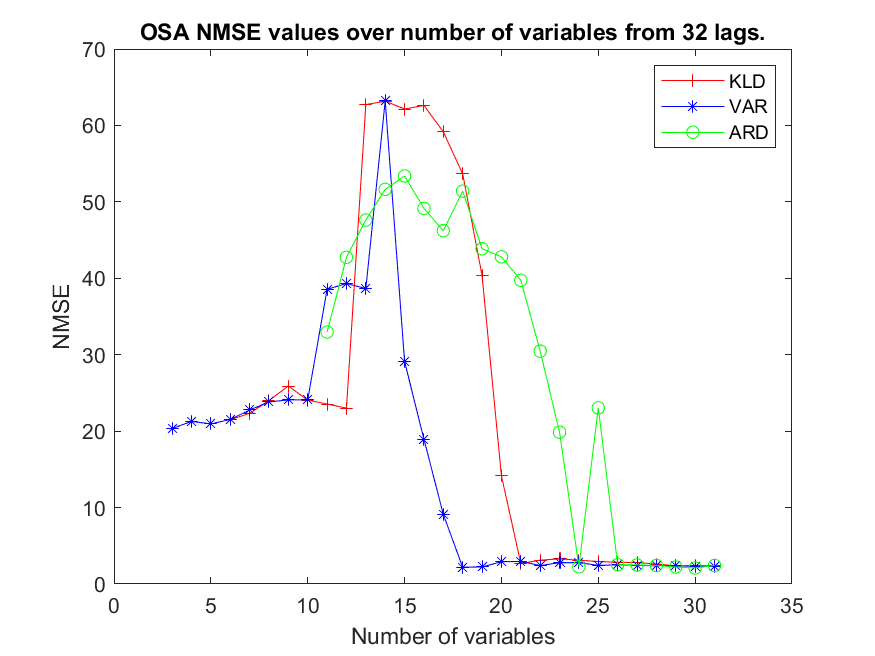 OSA NMSE values over number of variables from 32 lags.
70
60
50
40
30
20
10
0
NMSE
KLD
VAR
ARD
0 5 10 15 20 25 30 35
Number of variables